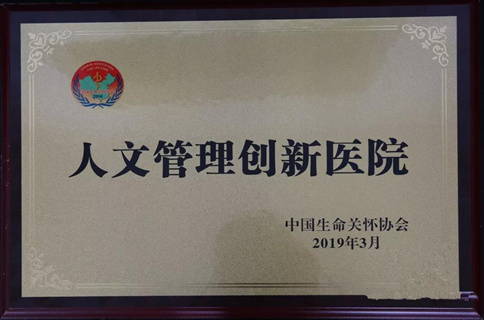 人文管理创新医院
中国生命关怀协会
2019年3月